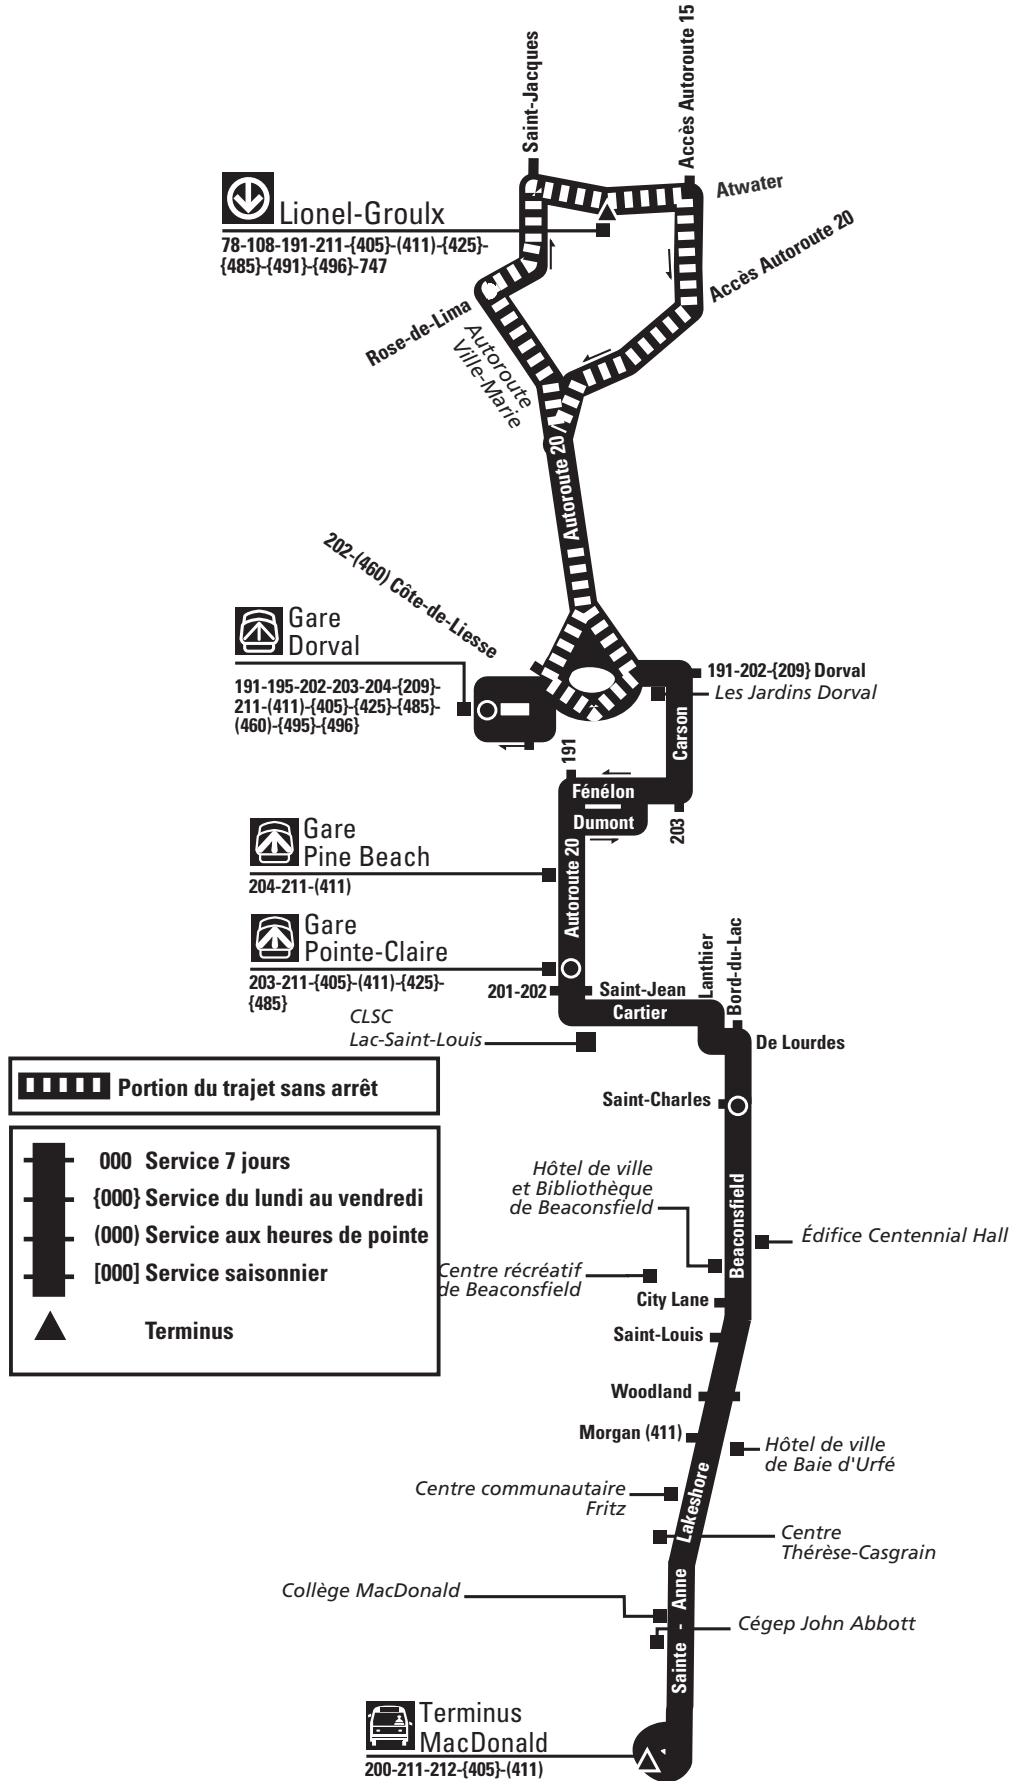 Saint-Jacques
Accès Autoroute 15
Atwater
Lionel-Groulx
78-108-191-211-{405}-(411)-{425}-
{485}-{491}-{496}-747
Accès Autoroute 20
Rose-de-Lima
Autoroute
Ville-Marie
Autoroute 20
202-(460) Côte-de-Liesse
Gare
Dorval
191-195-202-203-204-{209}-
211-(411)-{405}-{425}-{485}-
(460)-{495}-{496}
191-202-{209} Dorval
Les Jardins Dorval
Carson
191
Fénélon
Dumont
203
Gare
Pine Beach
204-211-(411)
Autoroute 20
Gare
Pointe-Claire
203-211-{405}-(411)-{425}-
{485}
201-202
Saint-Jean
Cartier
Lanthier
Bord-du-Lac
CLSC
Lac-Saint-Louis
De Lourdes
Portion du trajet sans arrêt
Saint-Charles
000 Service 7 jours
{000} Service du lundi au vendredi
(000) Service aux heures de pointe
[000] Service saisonnier
Terminus
Hôtel de ville
et Bibliothèque
de Beaconsfield
Beaconsfield
Édifice Centennial Hall
Centre récréatif
de Beaconsfield
City Lane
Saint-Louis
Woodland
Morgan (411)
Hôtel de ville
de Baie d'Urfé
Centre communautaire
Fritz
Lakeshore
Centre
Thérèse-Casgrain
Collège MacDonald
Sainte - Anne
Cégep John Abbott
Terminus
MacDonald
200-211-212-{405}-(411)